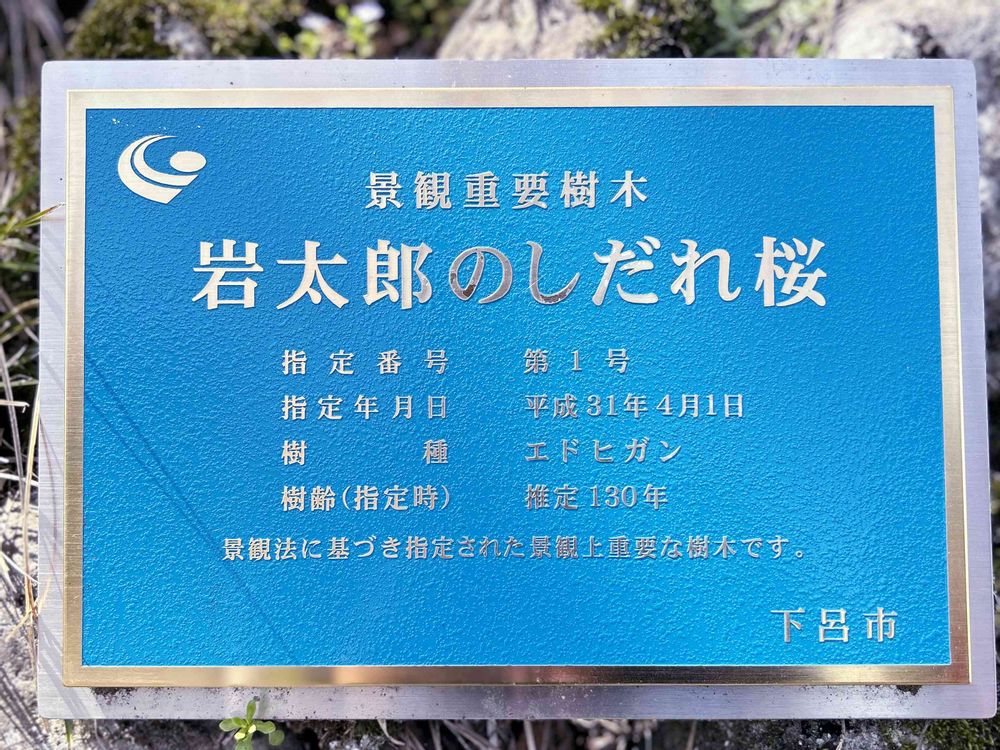 景観重要樹木
岩太郎のしだれ桜
指定番号 第1号
指定年月日 平成31年4月1日
樹種 エドヒガン
樹齢(指定時) 推定130年
景観法に基づき指定された景観上重要な樹木です。
下呂市